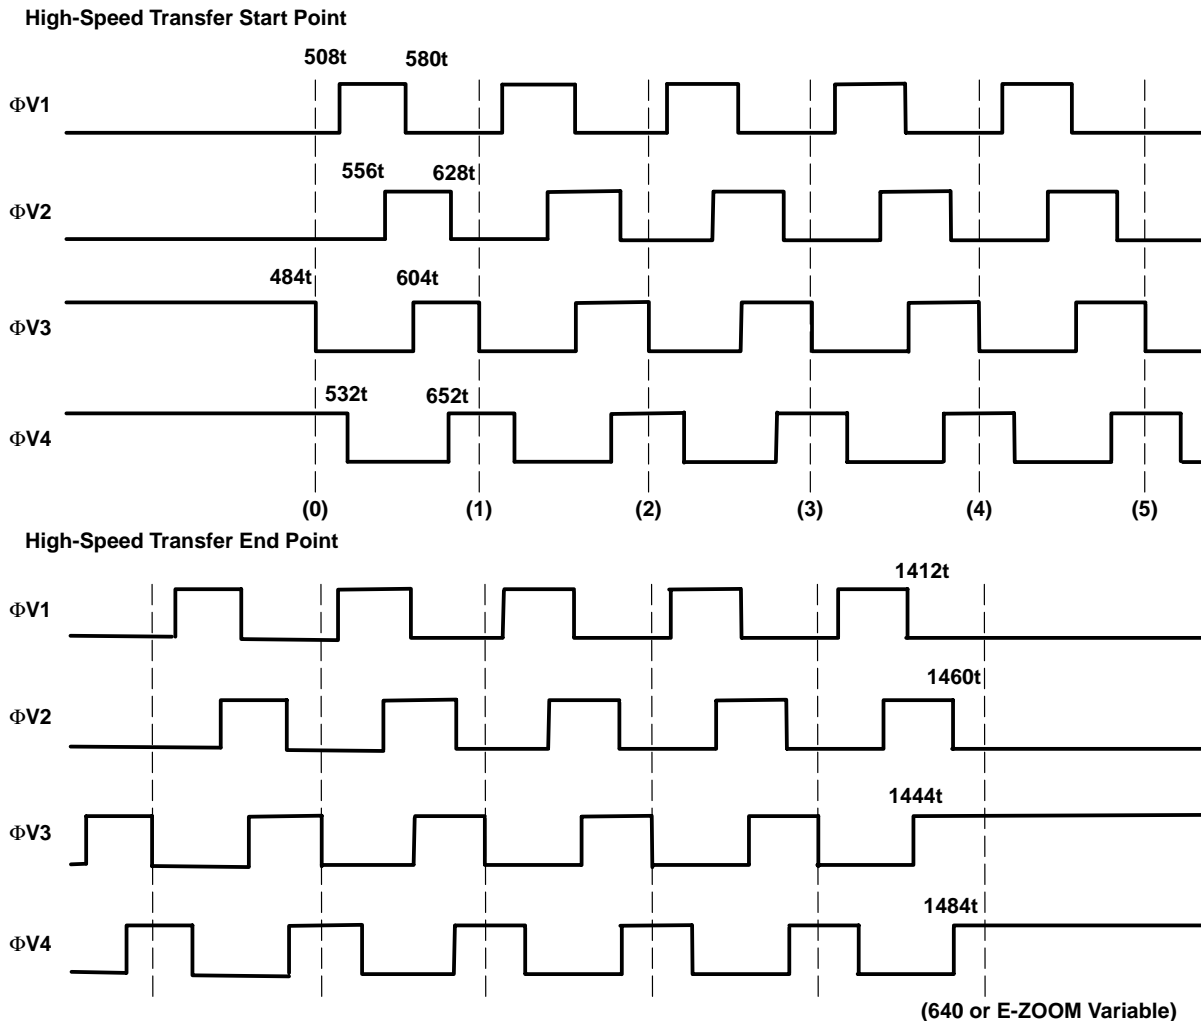 High-Speed Transfer Start Point
508t 580t
ΦV1
556t 628t
ΦV2
484t 604t
ΦV3
532t 652t
ΦV4
(0) (1) (2) (3) (4) (5)
High-Speed Transfer End Point
1412t
ΦV1
1460t
ΦV2
1444t
ΦV3
1484t
ΦV4
(640 or E-ZOOM Variable)